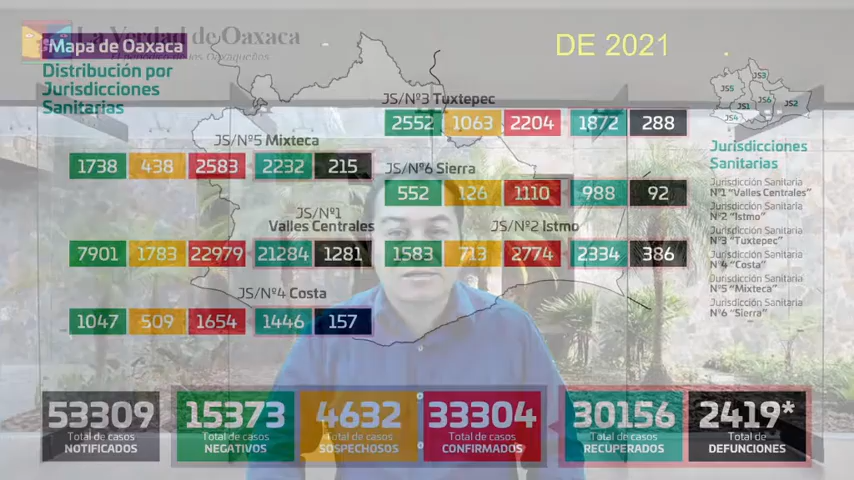 La Verdad de Oaxaca
DE 2021
Mapa de Oaxaca
Distribución por
Jurisdicciones
Sanitarias
JS5
JS3
JS1
JS6
JS2
JS4
JS/Nº3 Tuxtepec
2552 1063 2204 1872 288
JS/Nº5 Mixteca
1738 438 2583 2232 215
JS/Nº6 Sierra
552 126 1110 988 92
JS/Nº1
Valles Centrales
7901 1783 22979 21284 1281
JS/Nº2 Istmo
1583 713 2774 2334 386
JS/Nº4 Costa
1047 509 1654 1446 157
Jurisdicciones
Sanitarias
Jurisdicción Sanitaria
Nº1 "Valles Centrales"
Jurisdicción Sanitaria
Nº2 "Istmo"
Jurisdicción Sanitaria
Nº3 "Tuxtepec"
Jurisdicción Sanitaria
Nº4 "Costa"
Jurisdicción Sanitaria
Nº5 "Mixteca"
Jurisdicción Sanitaria
Nº6 "Sierra"
53309
Total de casos
NOTIFICADOS
15373
Total de casos
NEGATIVOS
4632
Total de casos
SOSPECHOSOS
33304
Total de casos
CONFIRMADOS
30156
Total de casos
RECUPERADOS
2419*
Total de
DEFUNCIONES